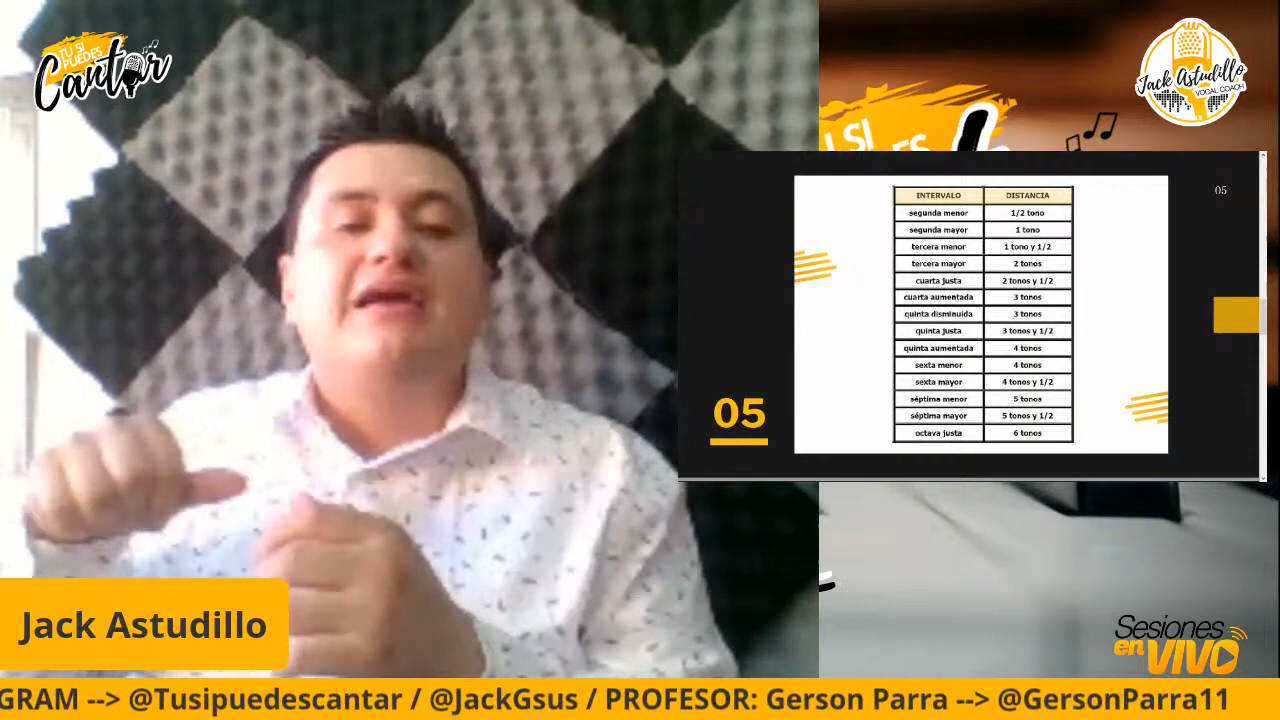 TU SI
PUEDES
Cantar
Jack Astudillo
VOCAL COACH
U SI
ES
05
INTERVALO DISTANCIA
segunda menor 1/2 tono
segunda mayor 1 tono
tercera menor 1 tono y 1/2
tercera mayor 2 tonos
cuarta justa 2 tonos y 1/2
cuarta aumentada 3 tonos
quinta disminuida 3 tonos
quinta justa 3 tonos y 1/2
quinta aumentada 4 tonos
sexta menor 4 tonos
sexta mayor 4 tonos y 1/2
séptima menor 5 tonos
séptima mayor 5 tonos y 1/2
octava justa 6 tonos
05
Jack Astudillo
Sesiones
en VIVO
GRAM --> @Tusipuedescantar / @JackGsus / PROFESOR: Gerson Parra --> @GersonParra11